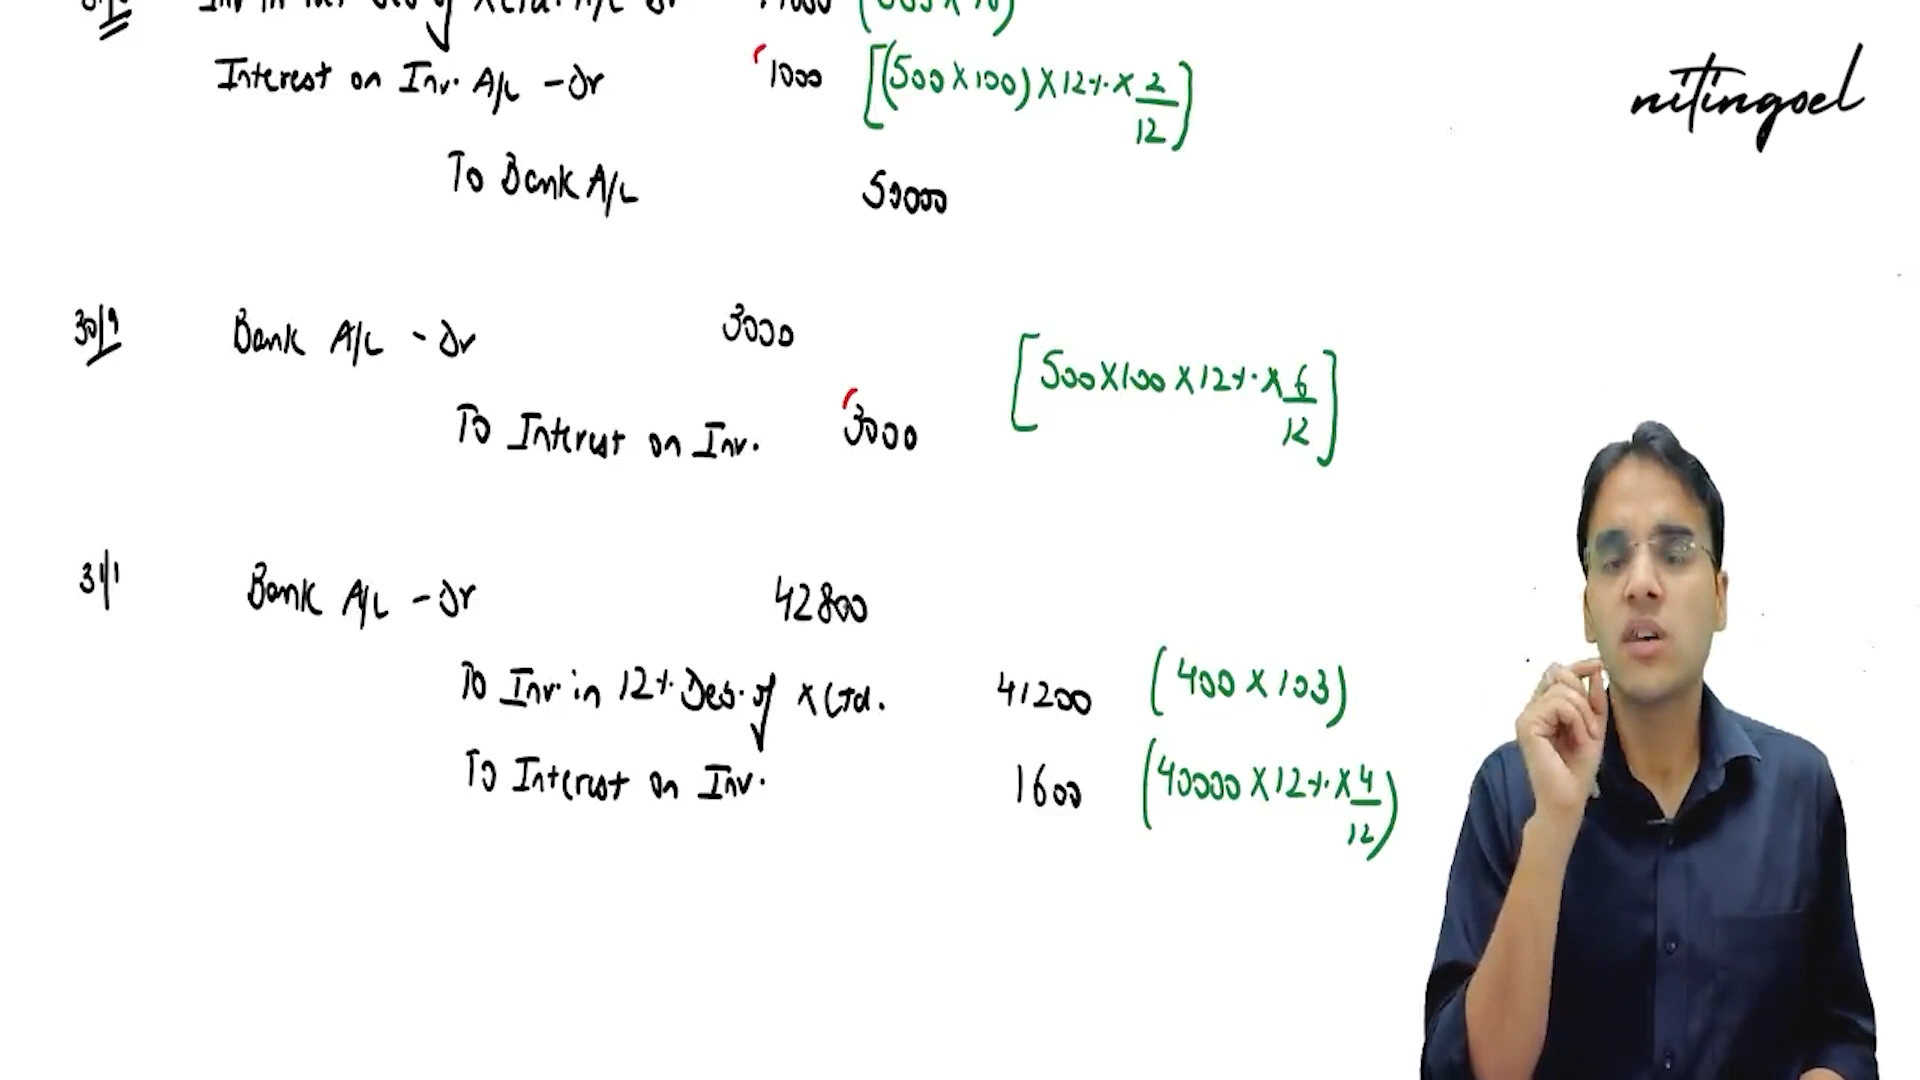 Interest on Inv. A/c - Dr 1000 [(500 X 100) X 12% X 2/12]
To Bank A/c 50000
30/9 Bank A/c - Dr 3000
To Interest on Inv. 3000 [500 X 100 X 12% X 6/12]
31/1 Bank A/c - Dr 42800
To Inv. in 12% Deb. of X Ltd. 41200 (400 X 103)
To Interest on Inv. 1600 (40000 X 12% X 4/12)
nitingoel